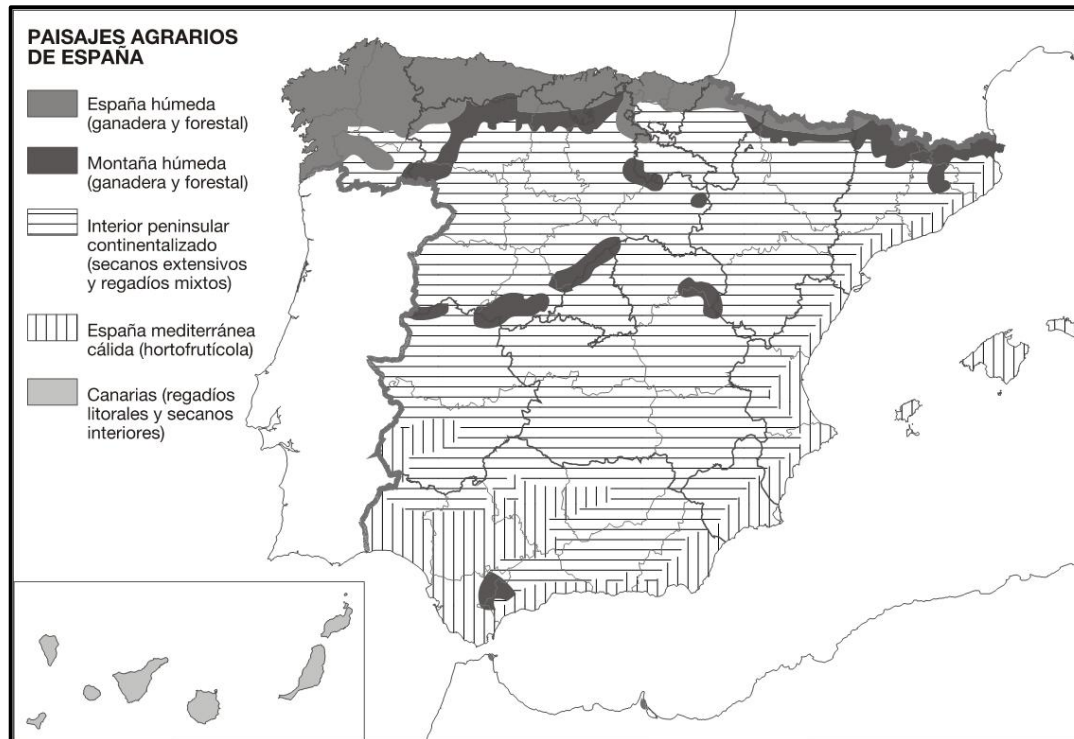 PAISAJES AGRARIOS
DE ESPAÑA
España húmeda
(ganadera y forestal)
Montaña húmeda
(ganadera y forestal)
Interior peninsular
continentalizado
(secanos extensivos
y regadíos mixtos)
España mediterránea
cálida (hortofrutícola)
Canarias (regadíos
litorales y secanos
interiores)